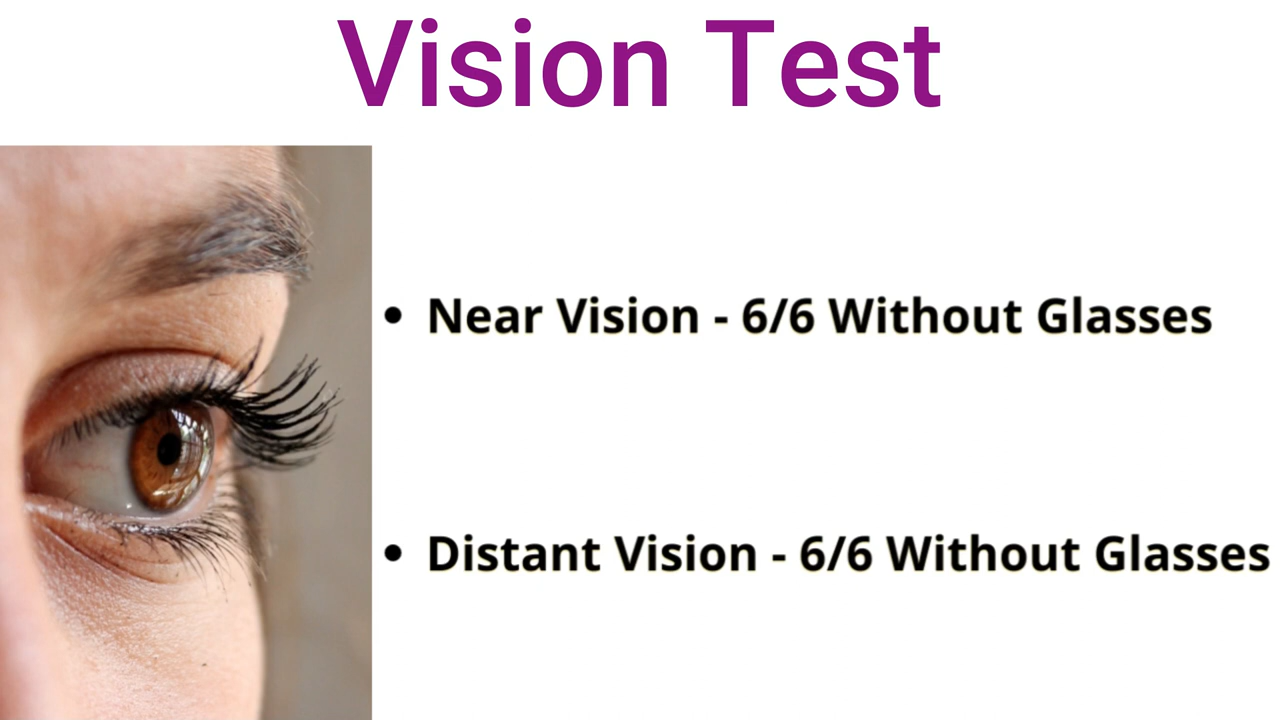 Vision Test
• Near Vision - 6/6 Without Glasses
• Distant Vision - 6/6 Without Glasses